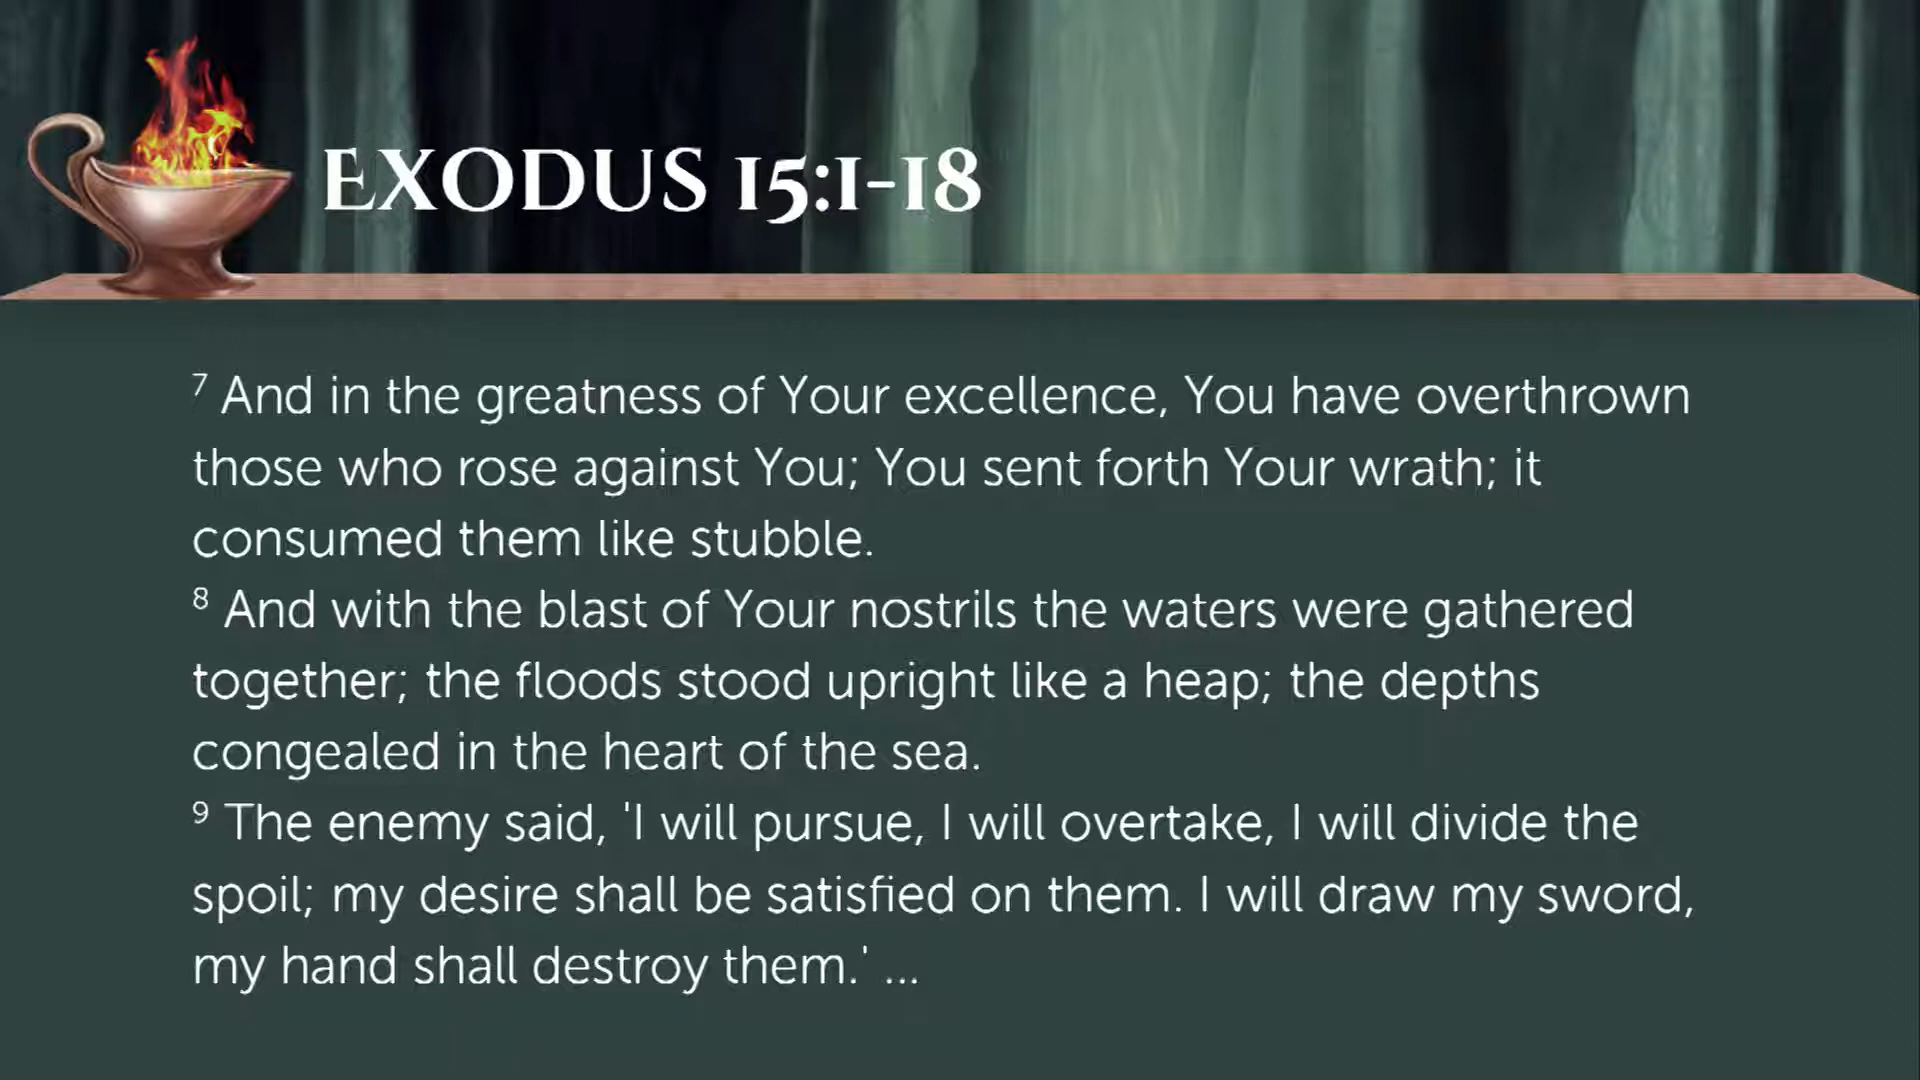 Exodus 15:1-18
7 And in the greatness of Your excellence, You have overthrown
those who rose against You; You sent forth Your wrath; it
consumed them like stubble.
8 And with the blast of Your nostrils the waters were gathered
together; the floods stood upright like a heap; the depths
congealed in the heart of the sea.
9 The enemy said, 'I will pursue, I will overtake, I will divide the
spoil; my desire shall be satisfied on them. I will draw my sword,
my hand shall destroy them.' ...